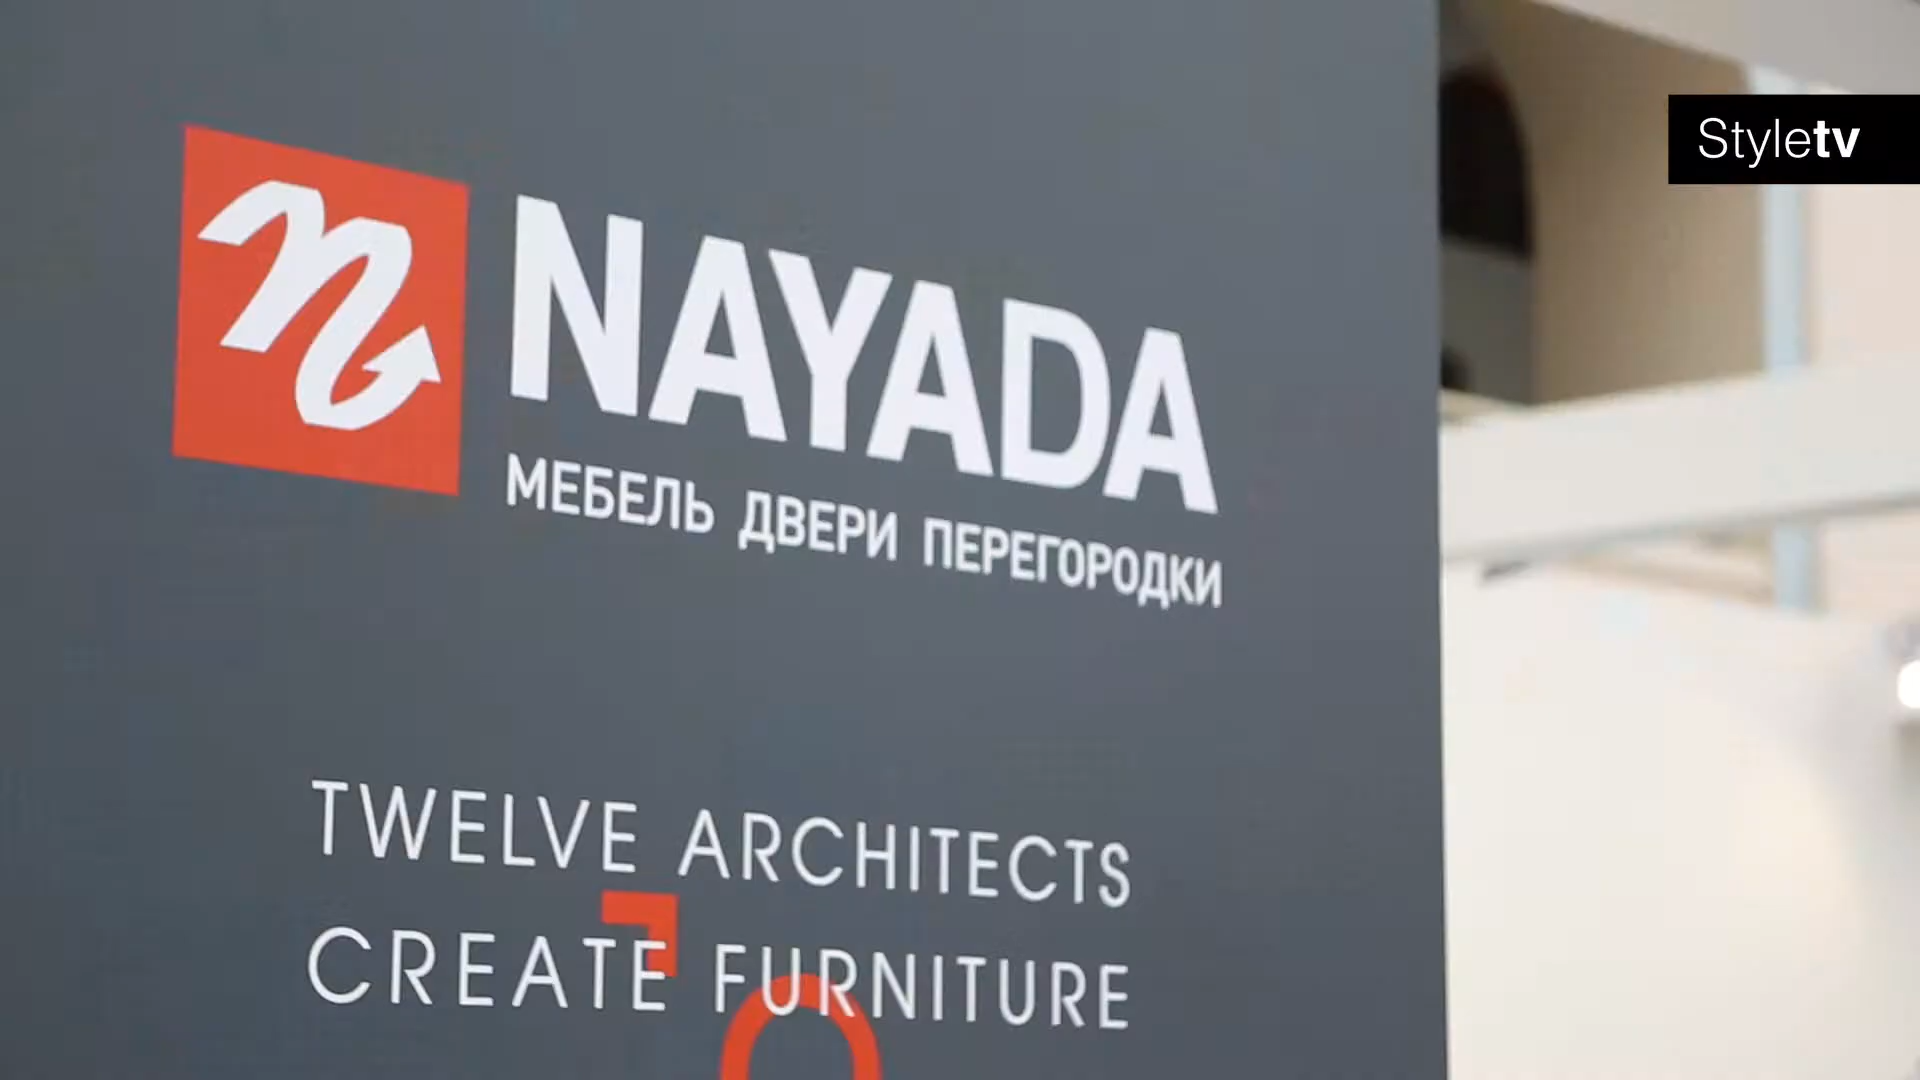 Styletv
NAYADA
МЕБЕЛЬ ДВЕРИ ПЕРЕГОРОДКИ
TWELVE ARCHITECTS
CREATE FURNITURE